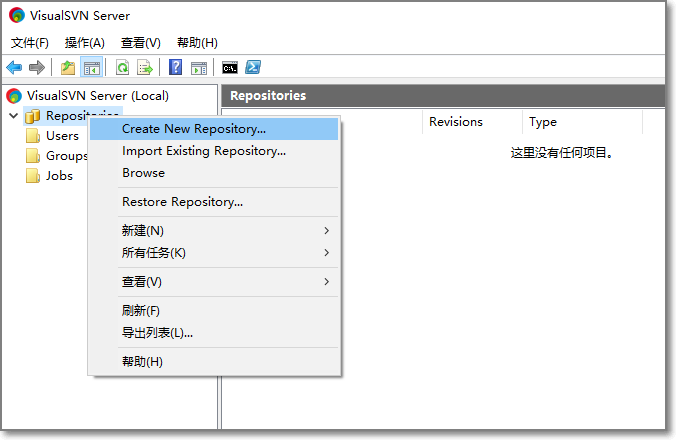 VisualSVN Server
文件(F) 操作(A) 查看(V) 帮助(H)
VisualSVN Server (Local)
Repositories
Users
Groups
Jobs
Repositories
Revisions Type
这里没有任何项目。
Create New Repository...
Import Existing Repository...
Browse
Restore Repository...
新建(N)
所有任务(K)
查看(V)
刷新(F)
导出列表(L)...
帮助(H)